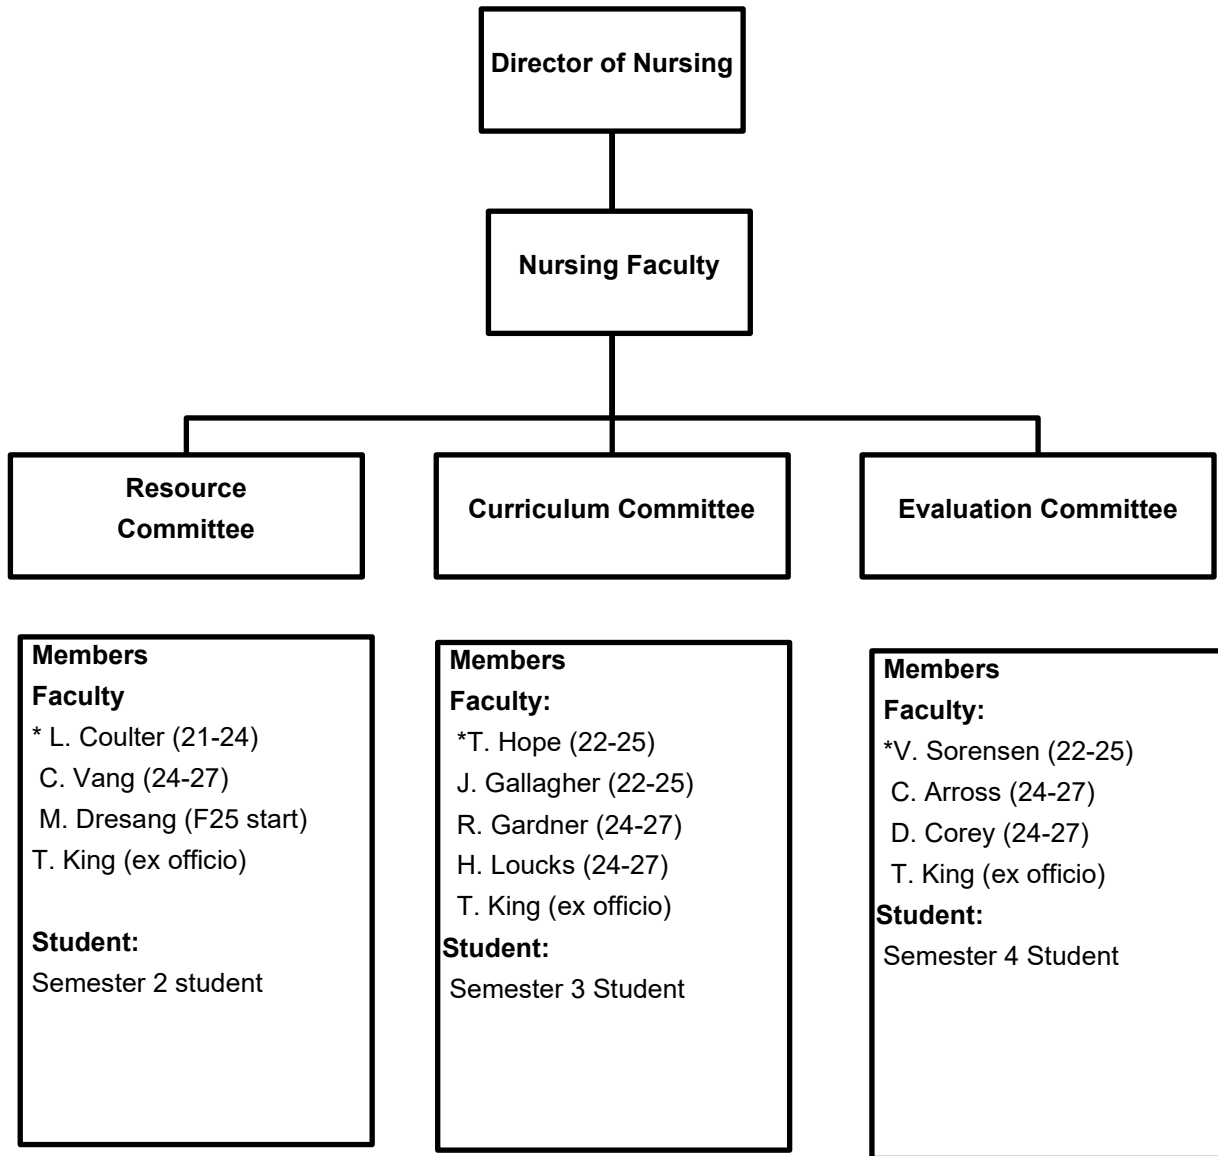 Director of Nursing
Nursing Faculty
Resource
Committee
Curriculum Committee
Evaluation Committee
Members
Faculty
* L. Coulter (21-24)
C. Vang (24-27)
M. Dresang (F25 start)
T. King (ex officio)
Student:
Semester 2 student
Members
Faculty:
*T. Hope (22-25)
J. Gallagher (22-25)
R. Gardner (24-27)
H. Loucks (24-27)
T. King (ex officio)
Student:
Semester 3 Student
Members
Faculty:
*V. Sorensen (22-25)
C. Arross (24-27)
D. Corey (24-27)
T. King (ex officio)
Student:
Semester 4 Student